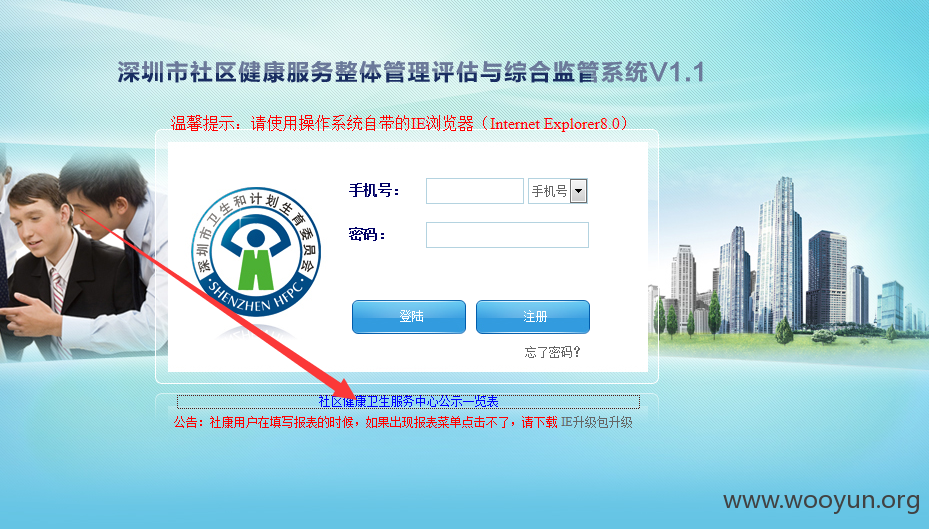 深圳市社区健康服务整体管理评估与综合监管系统V1.1
温馨提示：请使用操作系统自带的IE浏览器（Internet Explorer8.0）
手机号：
手机号
密码：
深圳市卫生和计划生育委员会
·SHENZHEN HFPC·
登陆
注册
忘了密码?
社区健康卫生服务中心公示一览表
公告：社康用户在填写报表的时候，如果出现报表菜单点击不了，请下载 IE升级包升级
www.wooyun.org